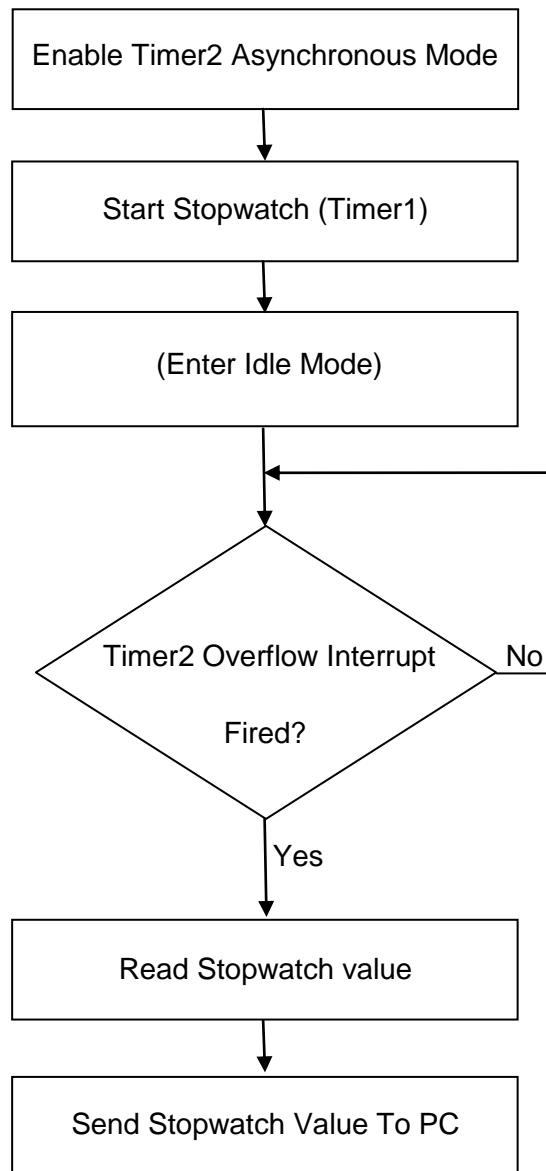 Enable Timer2 Asynchronous Mode
Start Stopwatch (Timer1)
(Enter Idle Mode)
Timer2 Overflow Interrupt
Fired?
No
Yes
Read Stopwatch value
Send Stopwatch Value To PC